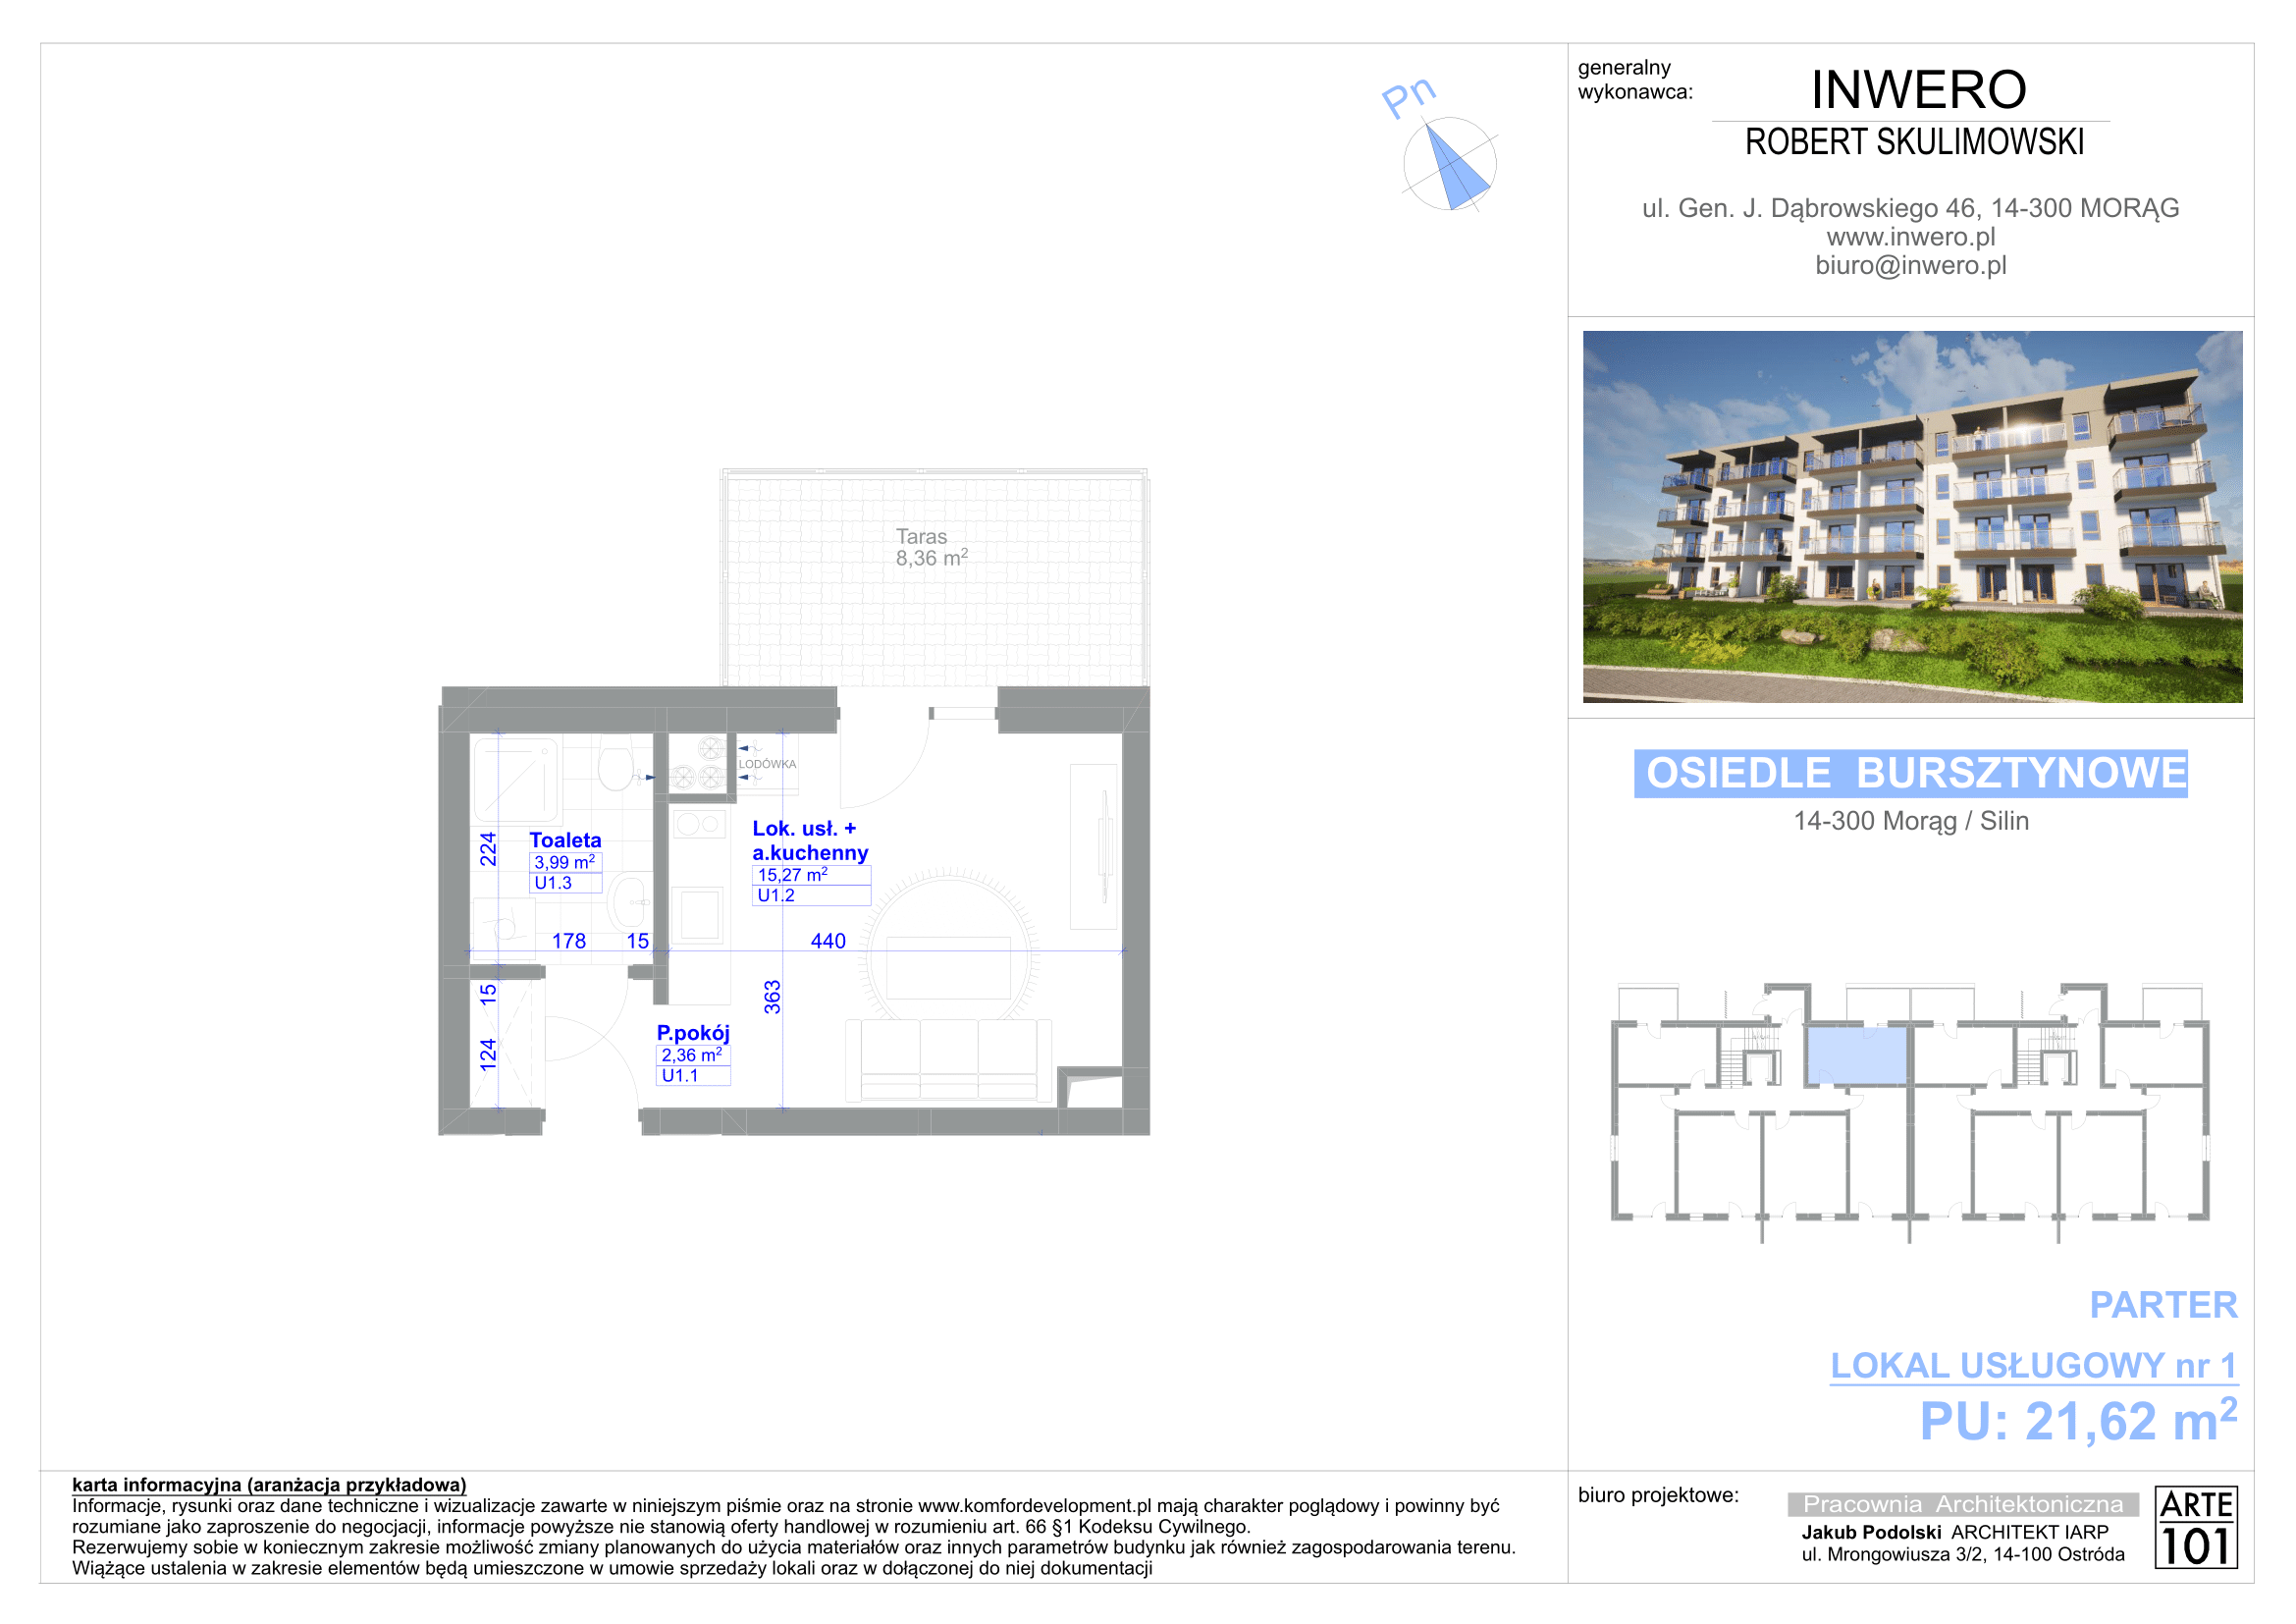 Pn
Taras
8,36 m²
LODÓWKA
Toaleta
3,99 m²
U1.3
Lok. usł. +
a.kuchenny
15,27 m²
U1.2
224
178
15
440
363
15
124
P.pokój
2,36 m²
U1.1
generalny
wykonawca:
INWERO
ROBERT SKULIMOWSKI
ul. Gen. J. Dąbrowskiego 46, 14-300 MORĄG
www.inwero.pl
biuro@inwero.pl
OSIEDLE BURSZTYNOWE
14-300 Morąg / Silin
PARTER
LOKAL USŁUGOWY nr 1
PU: 21,62 m²
karta informacyjna (aranżacja przykładowa)
Informacje, rysunki oraz dane techniczne i wizualizacje zawarte w niniejszym piśmie oraz na stronie www.komfordevelopment.pl mają charakter poglądowy i powinny być
rozumiane jako zaproszenie do negocjacji, informacje powyższe nie stanowią oferty handlowej w rozumieniu art. 66 §1 Kodeksu Cywilnego.
Rezerwujemy sobie w koniecznym zakresie możliwość zmiany planowanych do użycia materiałów oraz innych parametrów budynku jak również zagospodarowania terenu.
Wiążące ustalenia w zakresie elementów będą umieszczone w umowie sprzedaży lokali oraz w dołączonej do niej dokumentacji
biuro projektowe:
Pracownia Architektoniczna
Jakub Podolski ARCHITEKT IARP
ul. Mrongowiusza 3/2, 14-100 Ostróda
ARTE
101